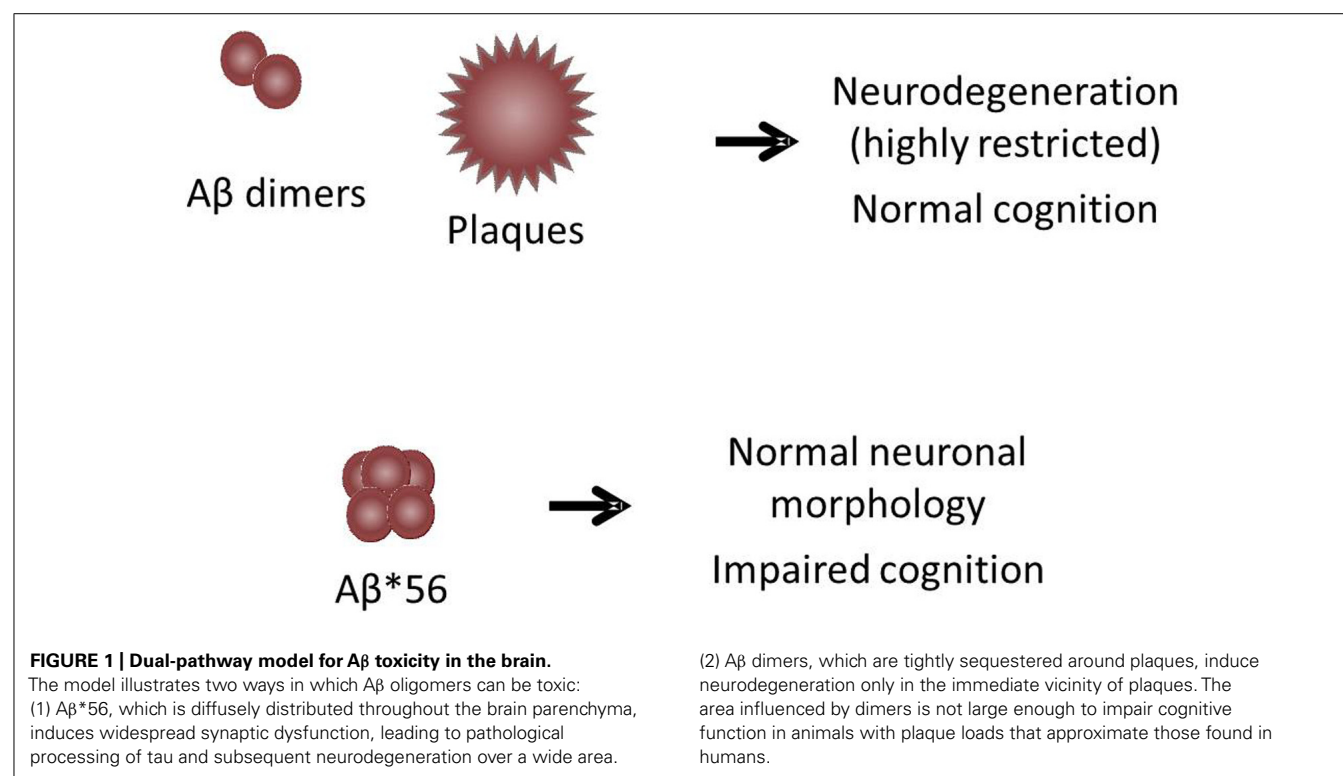 Aβ dimers
Plaques
Neurodegeneration
(highly restricted)
Normal cognition
Aβ*56
Normal neuronal
morphology
Impaired cognition
FIGURE 1 | Dual-pathway model for Aβ toxicity in the brain.
The model illustrates two ways in which Aβ oligomers can be toxic:
(1) Aβ*56, which is diffusely distributed throughout the brain parenchyma,
induces widespread synaptic dysfunction, leading to pathological
processing of tau and subsequent neurodegeneration over a wide area.
(2) Aβ dimers, which are tightly sequestered around plaques, induce
neurodegeneration only in the immediate vicinity of plaques. The
area influenced by dimers is not large enough to impair cognitive
function in animals with plaque loads that approximate those found in
humans.